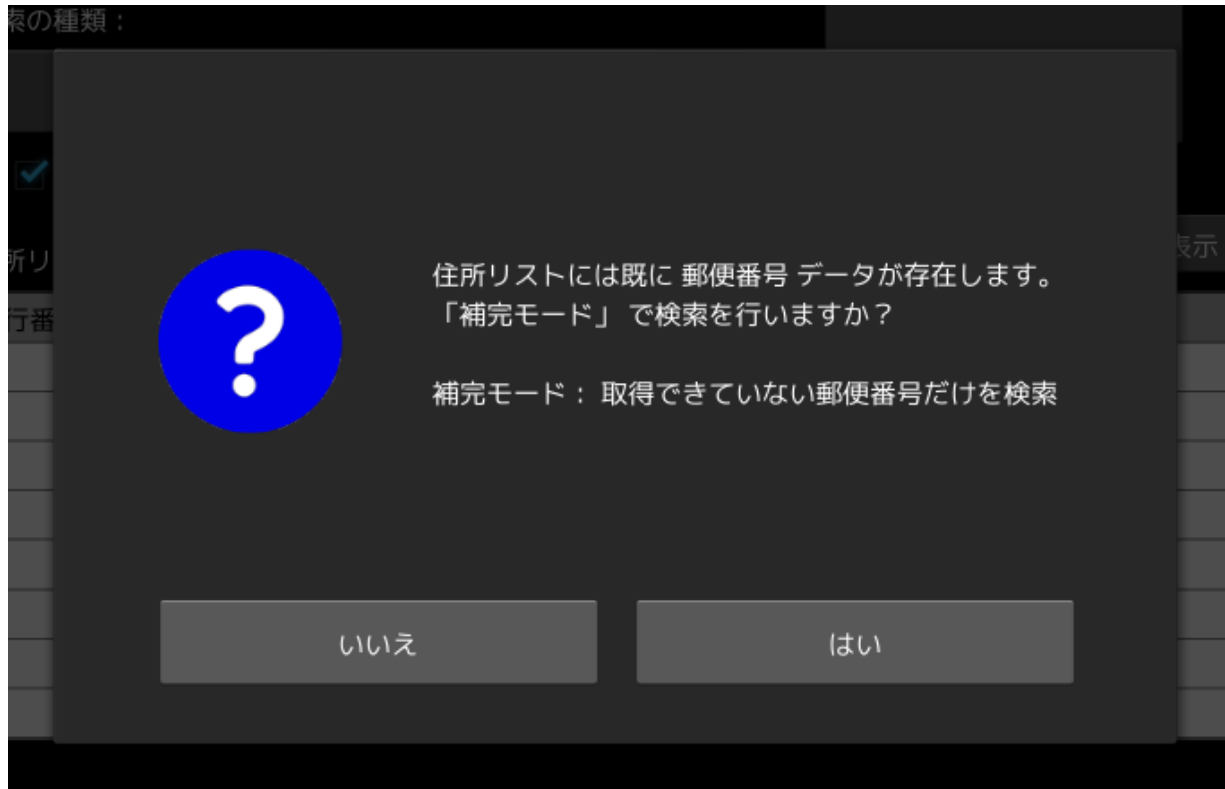 索の種類：
住所リストには既に 郵便番号 データが存在します。
表示
所リ
「補完モード」 で検索を行いますか？
行番
補完モード： 取得できていない郵便番号だけを検索
いいえ
はい